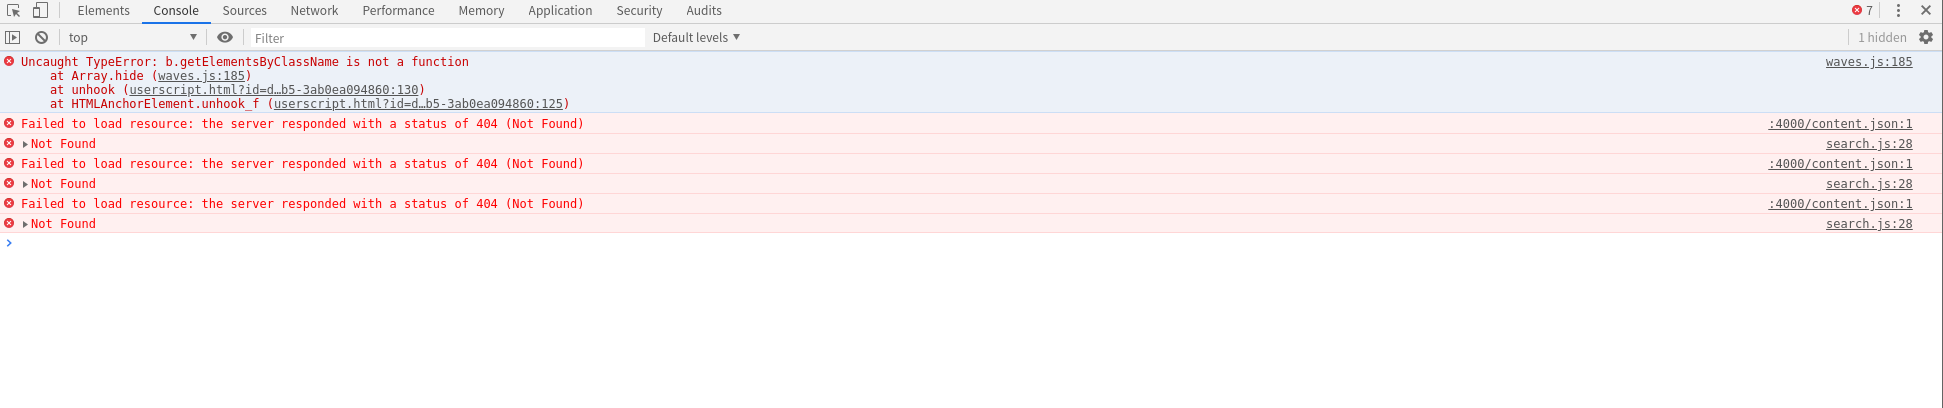 Elements Console Sources Network Performance Memory Application Security Audits 7
top Filter Default levels 1 hidden
Uncaught TypeError: b.getElementsByClassName is not a function waves.js:185
at Array.hide (waves.js:185)
at unhook (userscript.html?id=d…b5-3ab0ea094860:130)
at HTMLAnchorElement.unhook_f (userscript.html?id=d…b5-3ab0ea094860:125)
Failed to load resource: the server responded with a status of 404 (Not Found) :4000/content.json:1
Not Found search.js:28
Failed to load resource: the server responded with a status of 404 (Not Found) :4000/content.json:1
Not Found search.js:28
Failed to load resource: the server responded with a status of 404 (Not Found) :4000/content.json:1
Not Found search.js:28